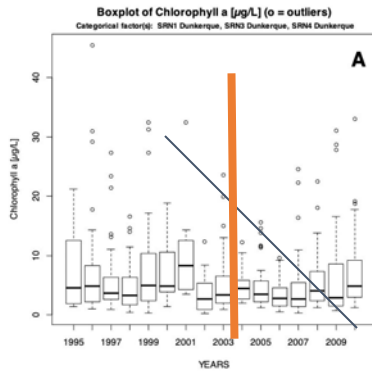 Boxplot of Chlorophyll a [µg/L] (o = outliers)
Categorical factor(s): SRN1 Dunkerque, SRN3 Dunkerque, SRN4 Dunkerque
A
Chlorophyll a [µg/L]
40
30
20
10
0
1995 1997 1999 2001 2003 2005 2007 2009
YEARS